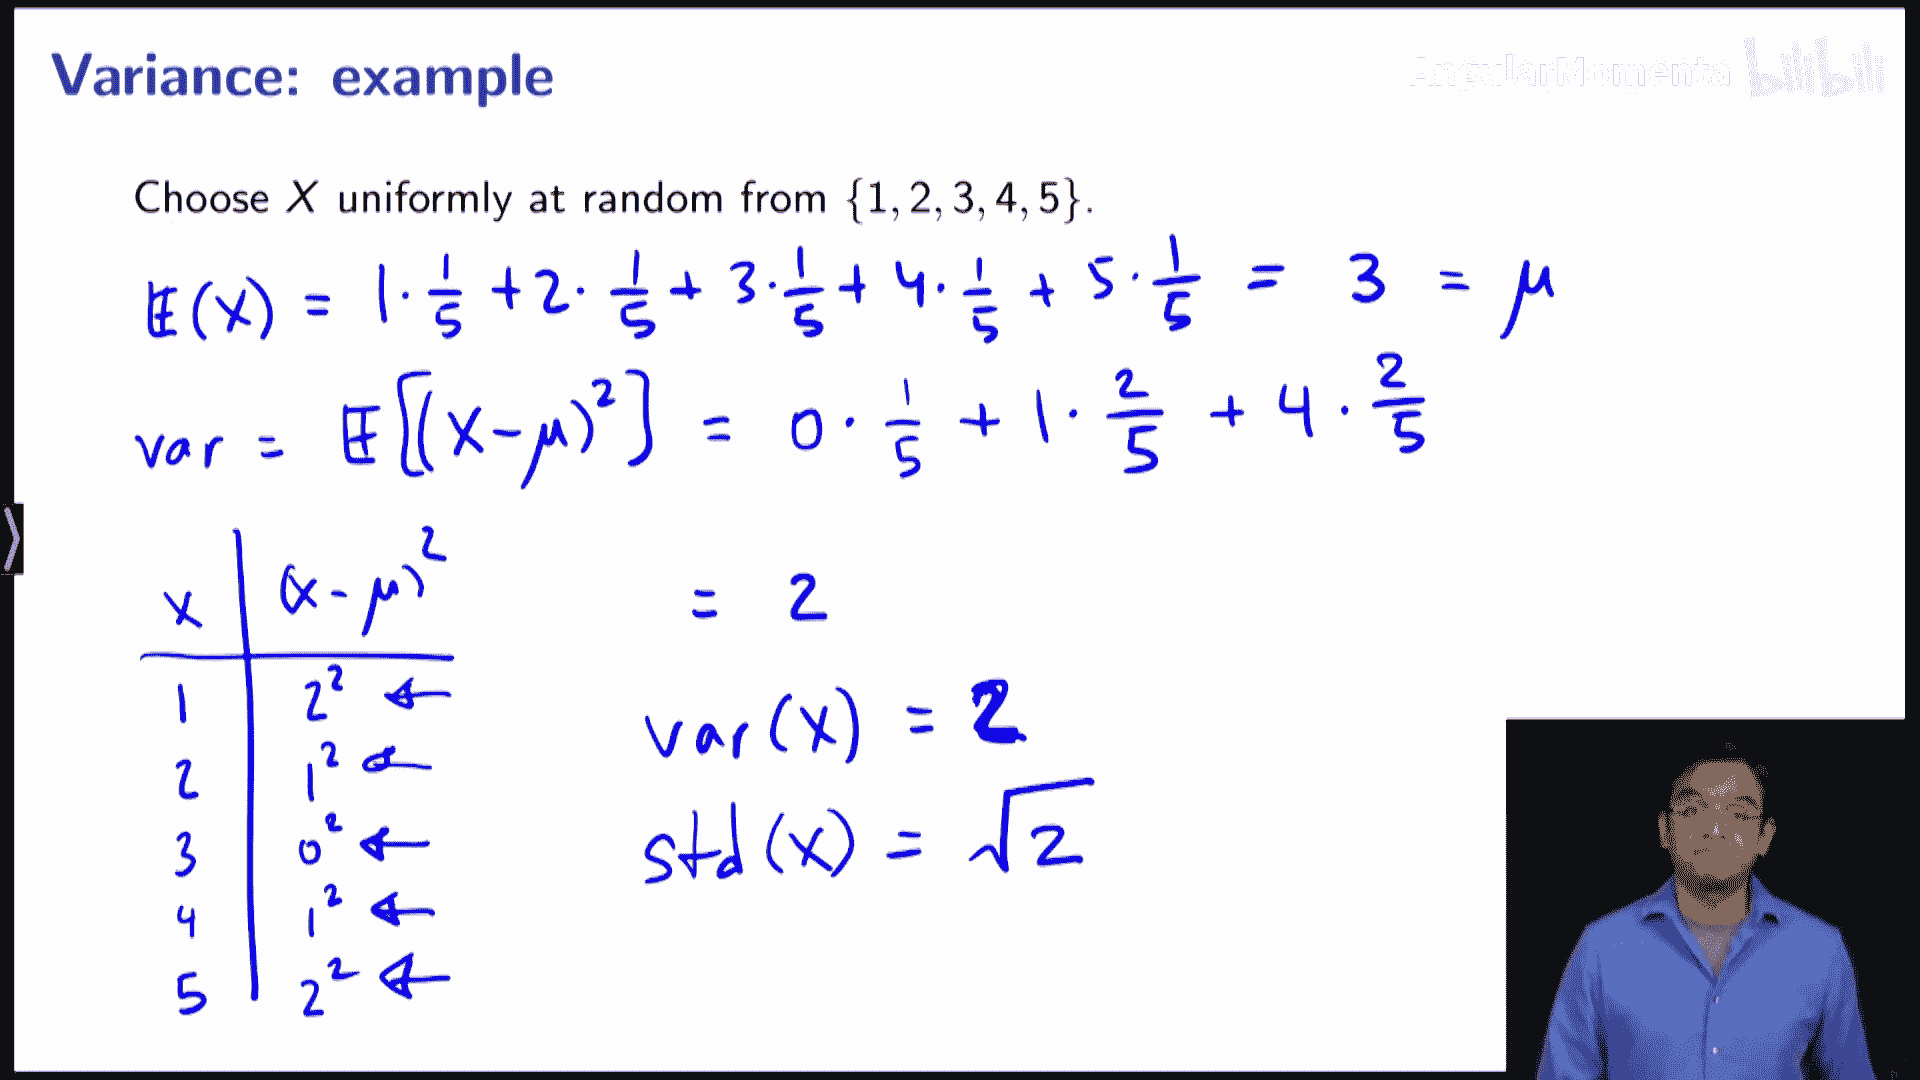 Variance: example
AngularMomenta bilibili
Choose X uniformly at random from {1, 2, 3, 4, 5}.
𝔼(X) = 1 · 1/5 + 2 · 1/5 + 3 · 1/5 + 4 · 1/5 + 5 · 1/5 = 3 = μ
var = 𝔼[(X-μ)²] = 0 · 1/5 + 1 · 2/5 + 4 · 2/5
= 2
var(X) = 2
std(X) = √2
x | (x-μ)²
1 | 2² ←
2 | 1² ←
3 | 0² ←
4 | 1² ←
5 | 2² ←